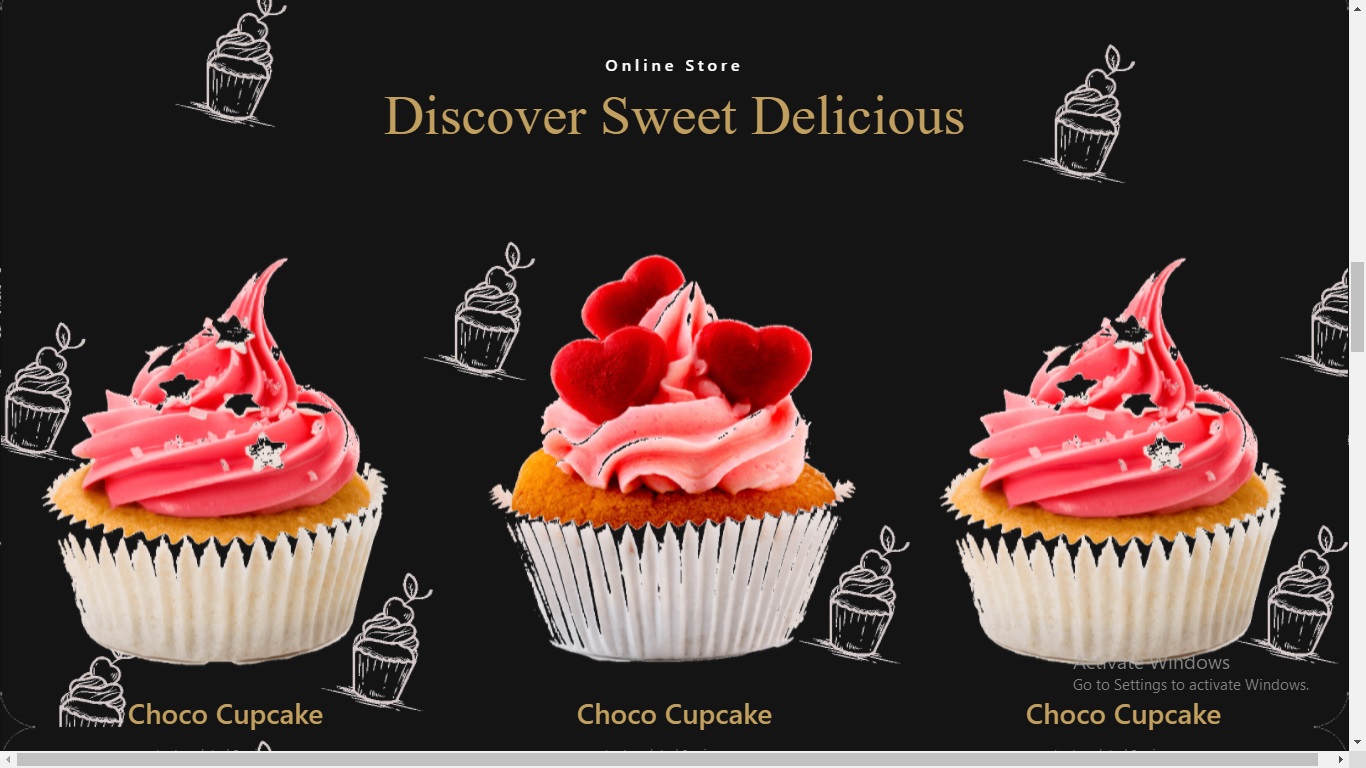 Online Store
Discover Sweet Delicious
Activate Windows
Go to Settings to activate Windows.
Choco Cupcake
Choco Cupcake
Choco Cupcake